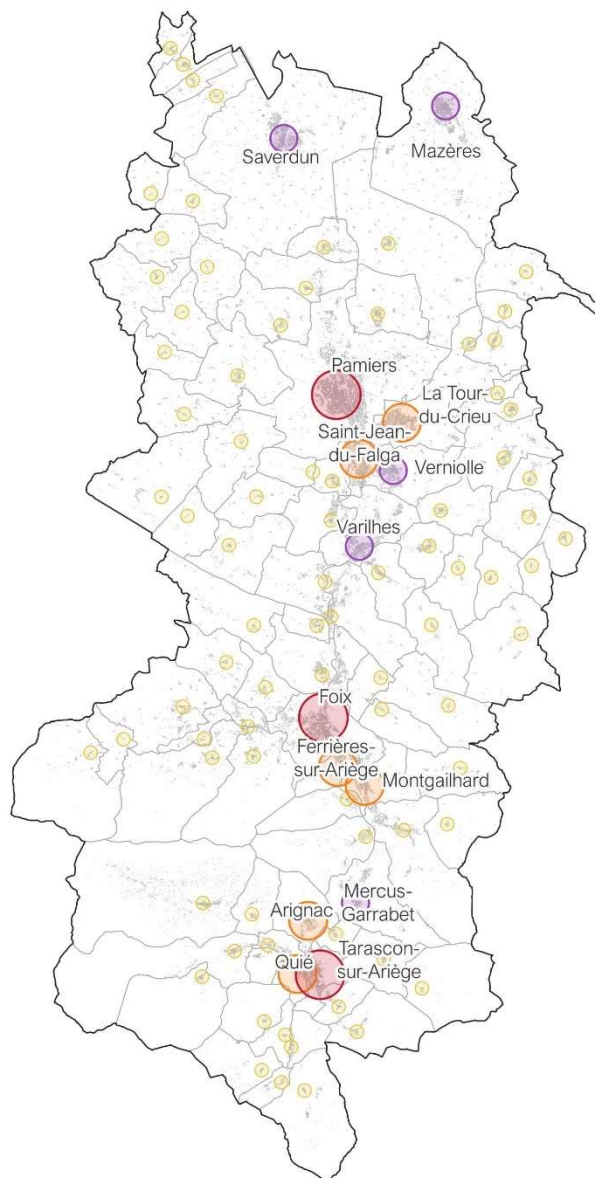 Saverdun
Mazères
Pamiers
La Tour-
du-Crieu
Saint-Jean-
du-Falga
Verniolle
Varilhes
Foix
Ferrières-
sur-Ariège
Montgailhard
Mercus-
Garrabet
Arignac
Tarascon-
sur-Ariège
Quié